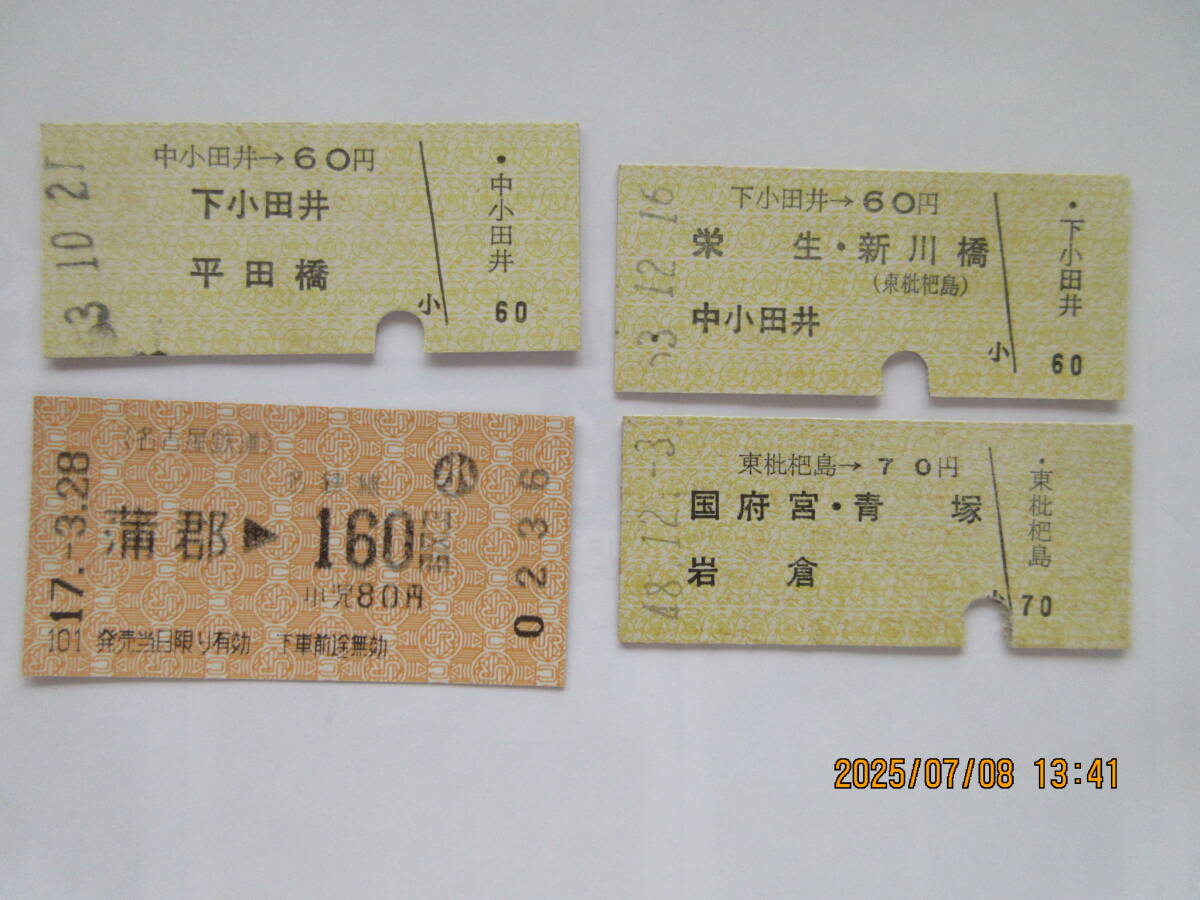 中小田井→60円
下小田井
平田橋
小
・中小田井
60
3.10.21
下小田井→60円
栄生・新川橋
(東枇杷島)
中小田井
小
・下小田井
60
53.12.16
(名古屋鉄道)
小
蒲郡▶160
小児80円
101 発売当日限り有効 下車前途無効
17.-3.28
0236
東枇杷島→70円
国府宮・青塚
岩倉
・東枇杷島
70
48.12.-3.
2025/07/08 13:41